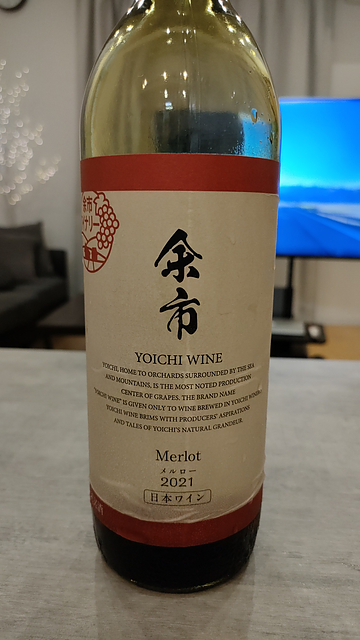 余市
YOICHI WINE
YOICHI, HOME TO ORCHARDS SURROUNDED BY THE SEA
AND MOUNTAINS, IS THE MOST NOTED PRODUCTION
CENTER OF GRAPES. THE BRAND NAME
"YOICHI WINE" IS GIVEN ONLY TO WINE BREWED IN YOICHI WINERY.
YOICHI WINE BRIMS WITH PRODUCERS' ASPIRATIONS
AND TALES OF YOICHI'S NATURAL GRANDEUR.
Merlot
メルロー
2021
日本ワイン